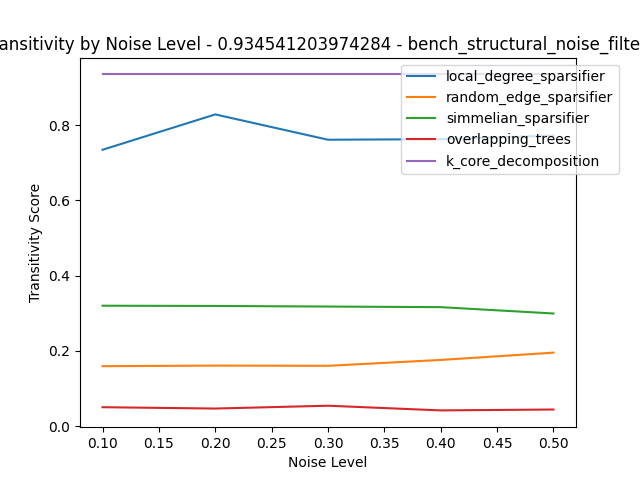 ansitivity by Noise Level - 0.934541203974284 - bench_structural_noise_filte
local_degree_sparsifier
random_edge_sparsifier
simmelian_sparsifier
overlapping_trees
k_core_decomposition
Transitivity Score
0.8
0.6
0.4
0.2
0.0
0.10 0.15 0.20 0.25 0.30 0.35 0.40 0.45 0.50
Noise Level